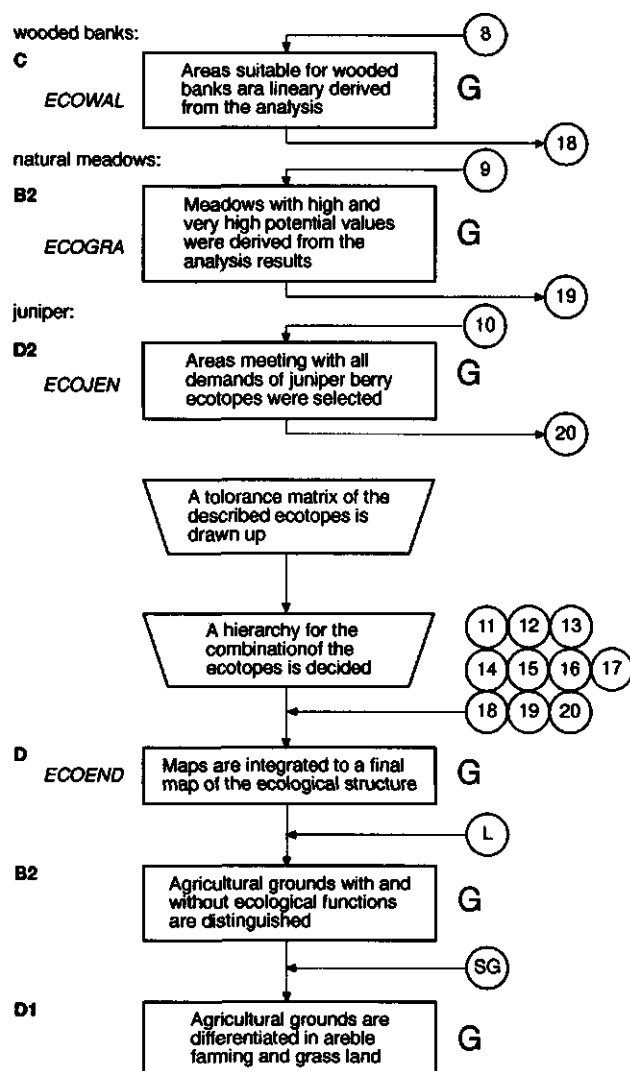 wooded banks:
8
C
ECOWAL
Areas suitable for wooded
banks ara lineary derived
from the analysis
G
18
natural meadows:
9
B2
ECOGRA
Meadows with high and
very high potential values
were derived from the
analysis results
G
19
juniper:
10
D2
ECOJEN
Areas meeting with all
demands of juniper berry
ecotopes were selected
G
20
A tolorance matrix of the
described ecotopes is
drawn up
A hierarchy for the
combinationof the
ecotopes is decided
11 12 13
14 15 16 17
18 19 20
D
ECOEND
Maps are integrated to a final
map of the ecological structure
G
L
B2
Agricultural grounds with and
without ecological functions
are distinguished
G
SG
D1
Agricultural grounds are
differentiated in areble
farming and grass land
G